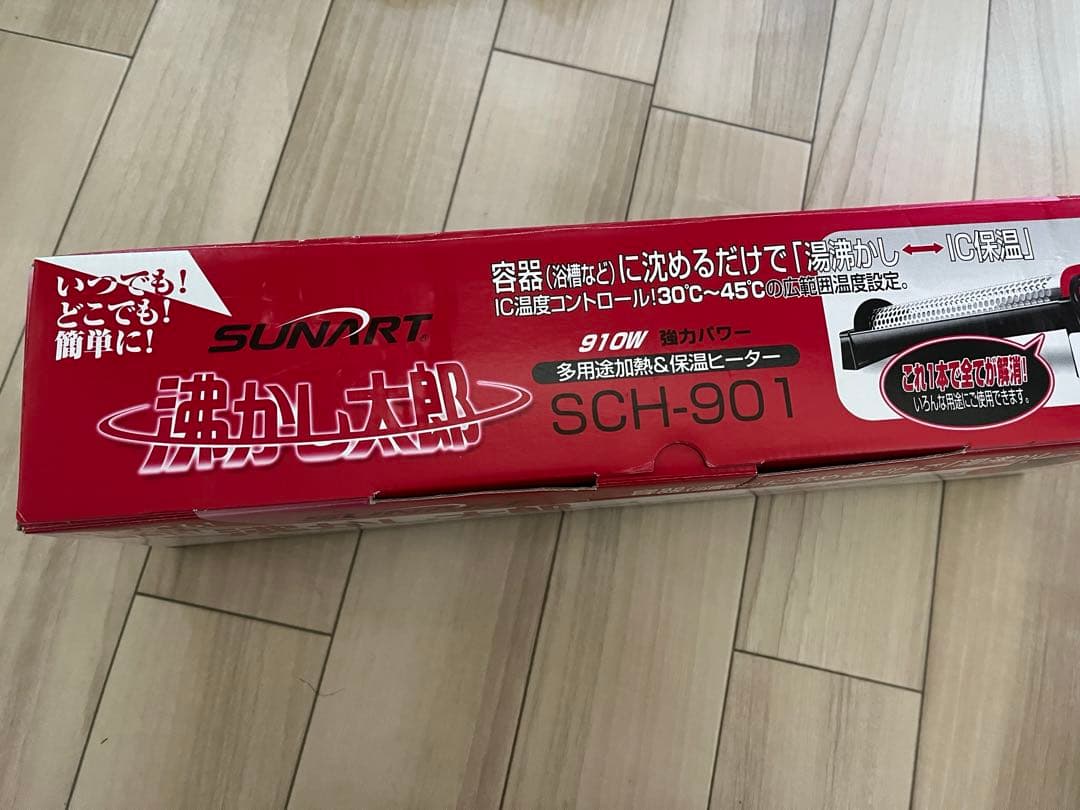 いつでも!
どこでも!
簡単に!
SUNART®
沸かし太郎
容器(浴槽など)に沈めるだけで「湯沸かし↔IC保温」
IC温度コントロール!30℃～45℃の広範囲温度設定。
910W 強力パワー
多用途加熱&保温ヒーター
SCH-901
これ1本で全てが解消!
いろんな用途にご使用できます。